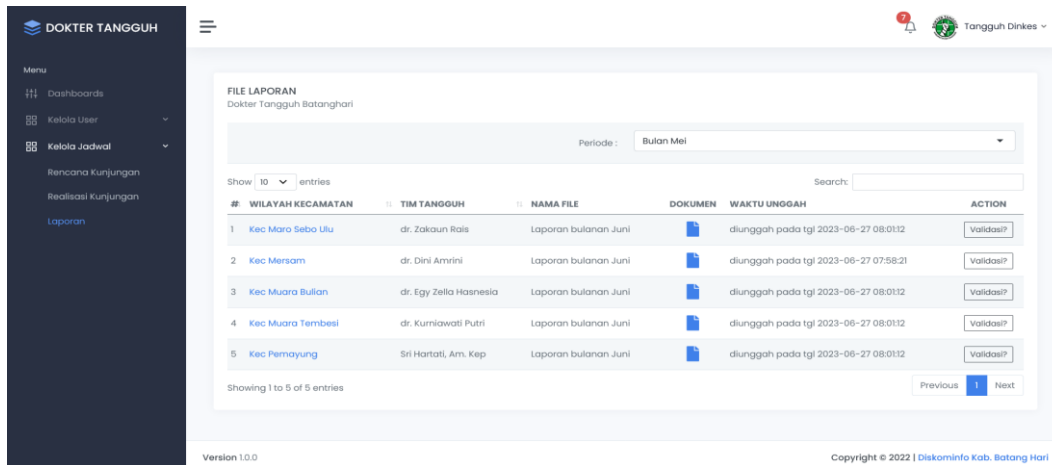 DOKTER TANGGUH
7
Tangguh Dinkes
Menu
Dashboards
Kelola User
Kelola Jadwal
Rencana Kunjungan
Realisasi Kunjungan
Laporan
FILE LAPORAN
Dokter Tangguh Batanghari
Periode : Bulan Mei
Show 10 entries Search:
# WILAYAH KECAMATAN TIM TANGGUH NAMA FILE DOKUMEN WAKTU UNGGAH ACTION
1 Kec Maro Sebo Ulu dr. Zakaun Rais Laporan bulanan Juni diunggah pada tgl 2023-06-27 08:01:12 Validasi?
2 Kec Mersam dr. Dini Amrini Laporan bulanan Juni diunggah pada tgl 2023-06-27 07:58:21 Validasi?
3 Kec Muara Bulian dr. Egy Zella Hasnesia Laporan bulanan Juni diunggah pada tgl 2023-06-27 08:01:12 Validasi?
4 Kec Muara Tembesi dr. Kurniawati Putri Laporan bulanan Juni diunggah pada tgl 2023-06-27 08:01:12 Validasi?
5 Kec Pemayung Sri Hartati, Am. Kep Laporan bulanan Juni diunggah pada tgl 2023-06-27 08:01:12 Validasi?
Showing 1 to 5 of 5 entries Previous 1 Next
Version 1.0.0 Copyright © 2022 | Diskominfo Kab. Batang Hari